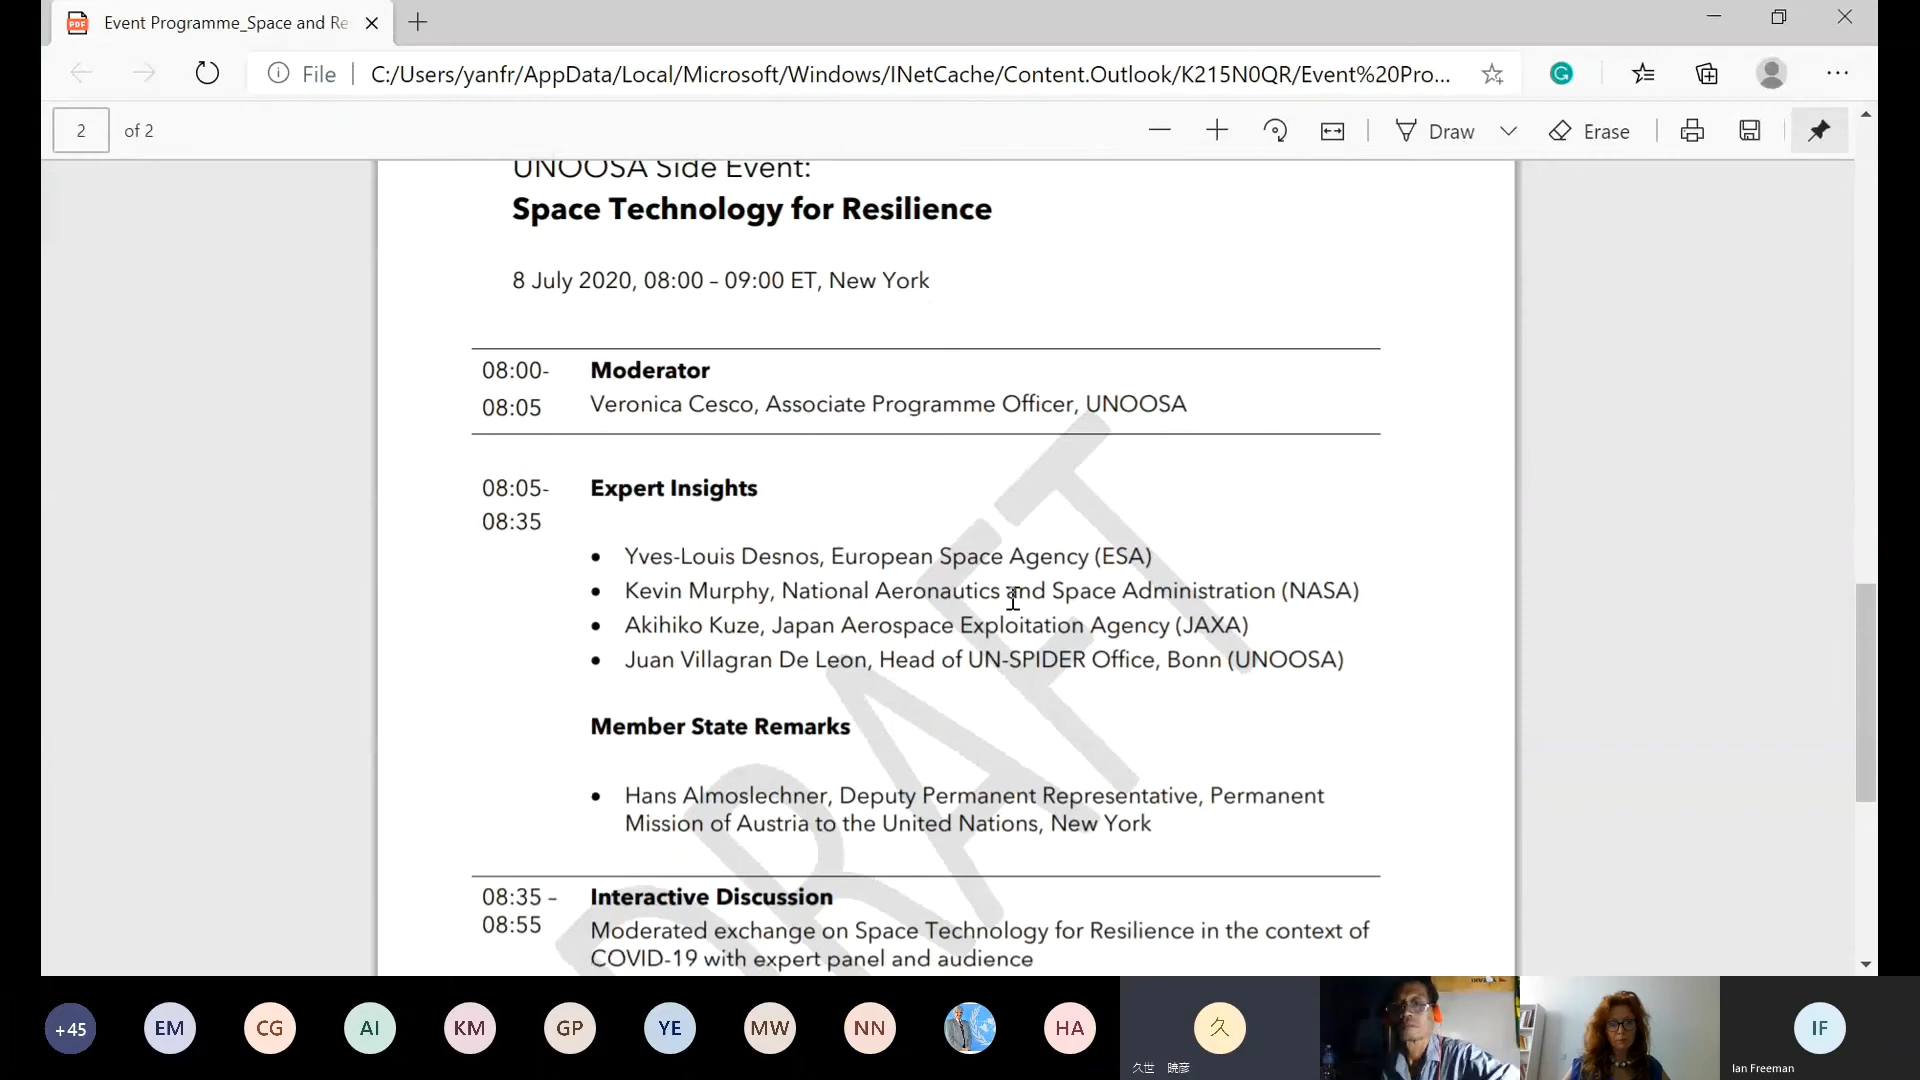 Event Programme_Space and Re
File
C:/Users/yanfr/AppData/Local/Microsoft/Windows/INetCache/Content.Outlook/K215N0QR/Event%20Pro...
2 of 2
Draw
Erase
UNOOSA Side Event:
Space Technology for Resilience
8 July 2020, 08:00 – 09:00 ET, New York
08:00- Moderator
08:05 Veronica Cesco, Associate Programme Officer, UNOOSA
08:05- Expert Insights
08:35
• Yves-Louis Desnos, European Space Agency (ESA)
• Kevin Murphy, National Aeronautics and Space Administration (NASA)
• Akihiko Kuze, Japan Aerospace Exploitation Agency (JAXA)
• Juan Villagran De Leon, Head of UN-SPIDER Office, Bonn (UNOOSA)
Member State Remarks
• Hans Almoslechner, Deputy Permanent Representative, Permanent
Mission of Austria to the United Nations, New York
08:35 – Interactive Discussion
08:55
Moderated exchange on Space Technology for Resilience in the context of
COVID-19 with expert panel and audience
DRAFT
+45
EM
CG
AI
KM
GP
YE
MW
NN
HA
久
久世 暁彦
IF
Ian Freeman